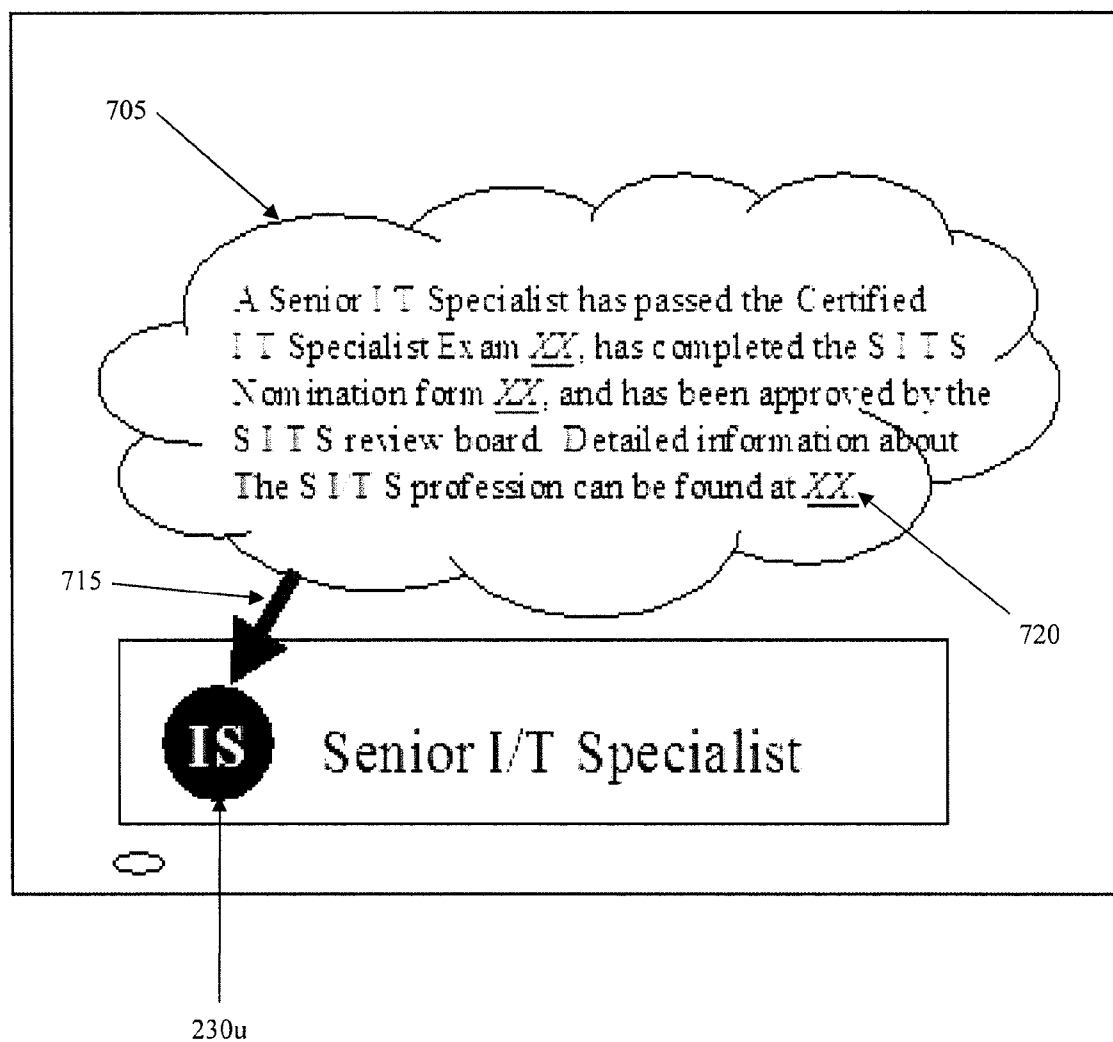 705
A Senior I T Specialist has passed the Certified
I T Specialist Exam XX, has completed the S I T S
Nomination form XX, and has been approved by the
S I T S review board. Detailed information about
The S I T S profession can be found at XX.
715
720
IS Senior I/T Specialist
230u